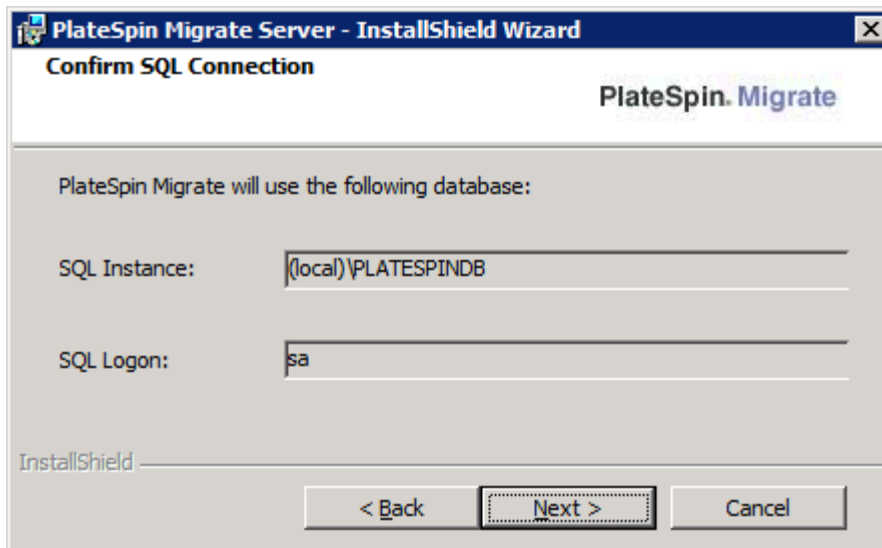 PlateSpin Migrate Server - InstallShield Wizard
Confirm SQL Connection
PlateSpin. Migrate
PlateSpin Migrate will use the following database:
SQL Instance:
(local)\PLATESPINDB
SQL Logon:
sa
InstallShield
< Back
Next >
Cancel